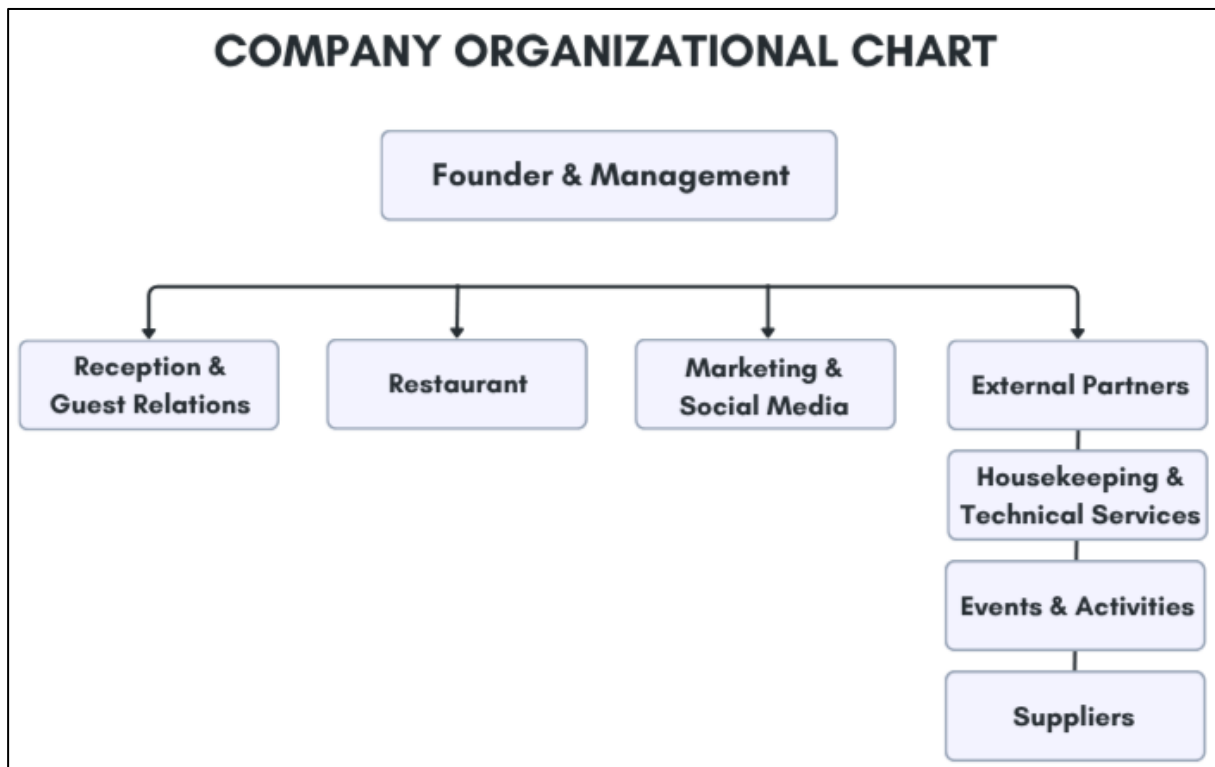 COMPANY ORGANIZATIONAL CHART
Founder & Management
Reception &
Guest Relations
Restaurant
Marketing &
Social Media
External Partners
Housekeeping &
Technical Services
Events & Activities
Suppliers